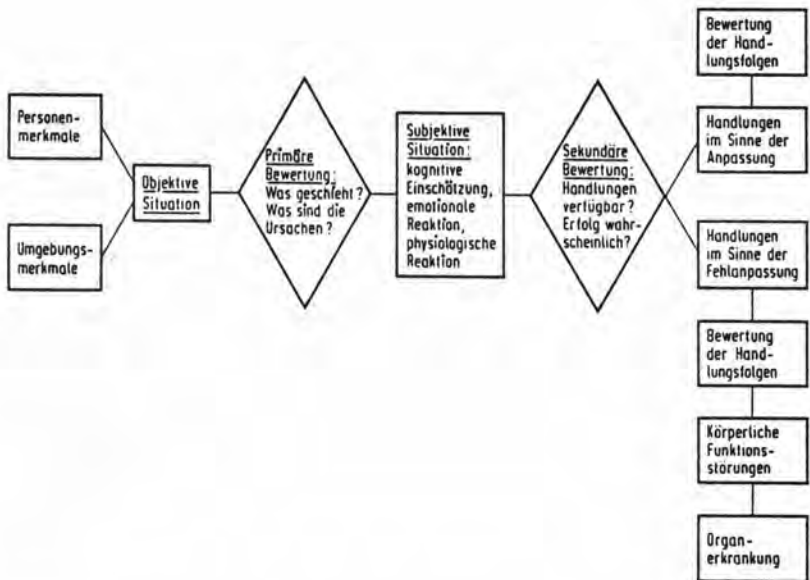 Personen-
merkmale
Umgebungs-
merkmale
Objektive
Situation
Primäre
Bewertung:
Was geschieht?
Was sind die
Ursachen?
Subjektive
Situation:
kognitive
Einschätzung,
emotionale
Reaktion,
physiologische
Reaktion
Sekundäre
Bewertung:
Handlungen
verfügbar?
Erfolg wahr-
scheinlich?
Bewertung
der Hand-
lungsfolgen
Handlungen
im Sinne der
Anpassung
Handlungen
im Sinne der
Fehlanpassung
Bewertung
der Hand-
lungsfolgen
Körperliche
Funktions-
störungen
Organ-
erkrankung